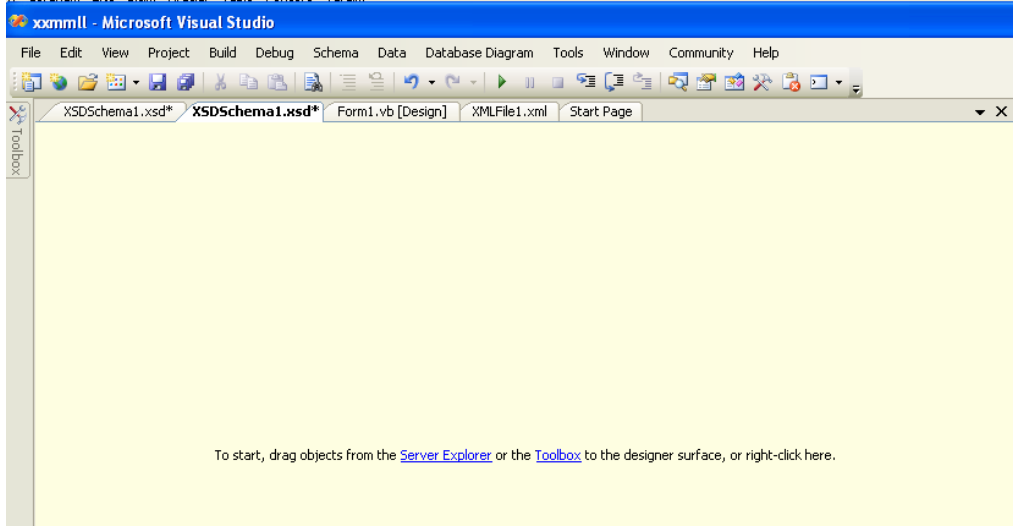 xxmmll - Microsoft Visual Studio
File Edit View Project Build Debug Schema Data Database Diagram Tools Window Community Help
XSDSchema1.xsd* XSDSchema1.xsd* Form1.vb [Design] XMLFile1.xml Start Page
Toolbox
To start, drag objects from the Server Explorer or the Toolbox to the designer surface, or right-click here.